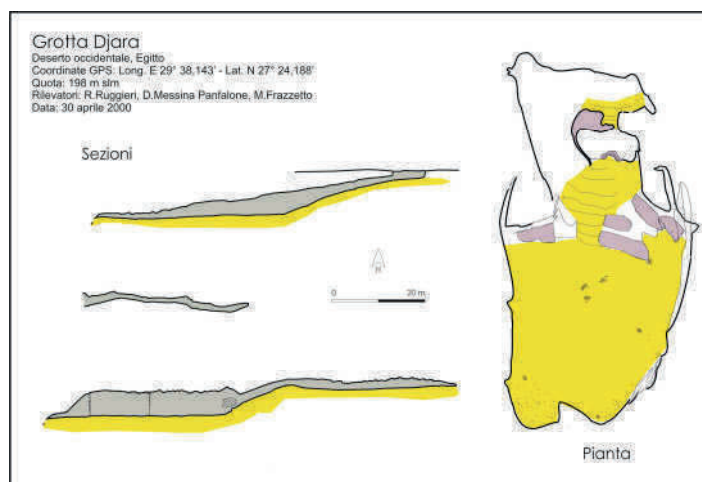 Grotta Djara
Deserto occidentale, Egitto
Coordinate GPS: Long. E 29° 38,143' - Lat. N 27° 24,188'
Quota: 198 m slm
Rilevatori: R.Ruggieri, D.Messina Panfalone, M.Frazzetto
Data: 30 aprile 2000
Sezioni
N
0 20 m
Pianta